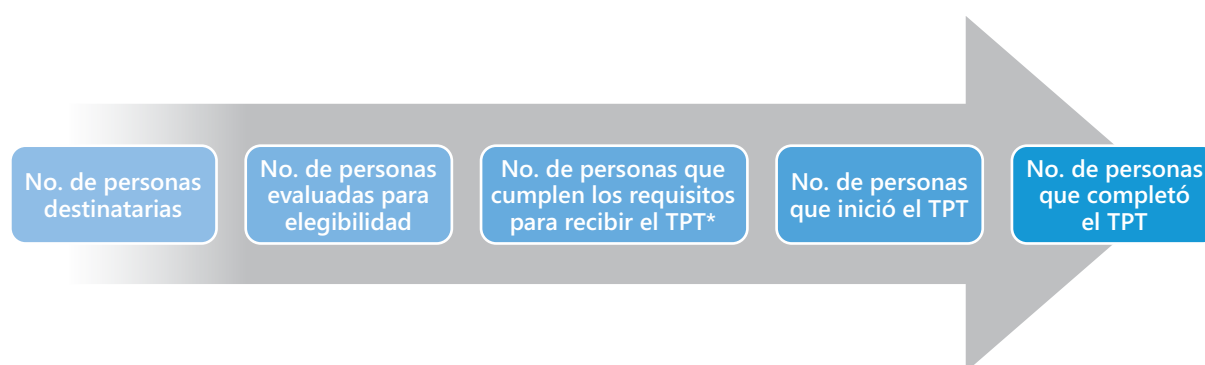 No. de personas
destinatarias
No. de personas
evaluadas para
elegibilidad
No. de personas que
cumplen los requisitos
para recibir el TPT*
No. de personas
que inició el TPT
No. de personas
que completó
el TPT